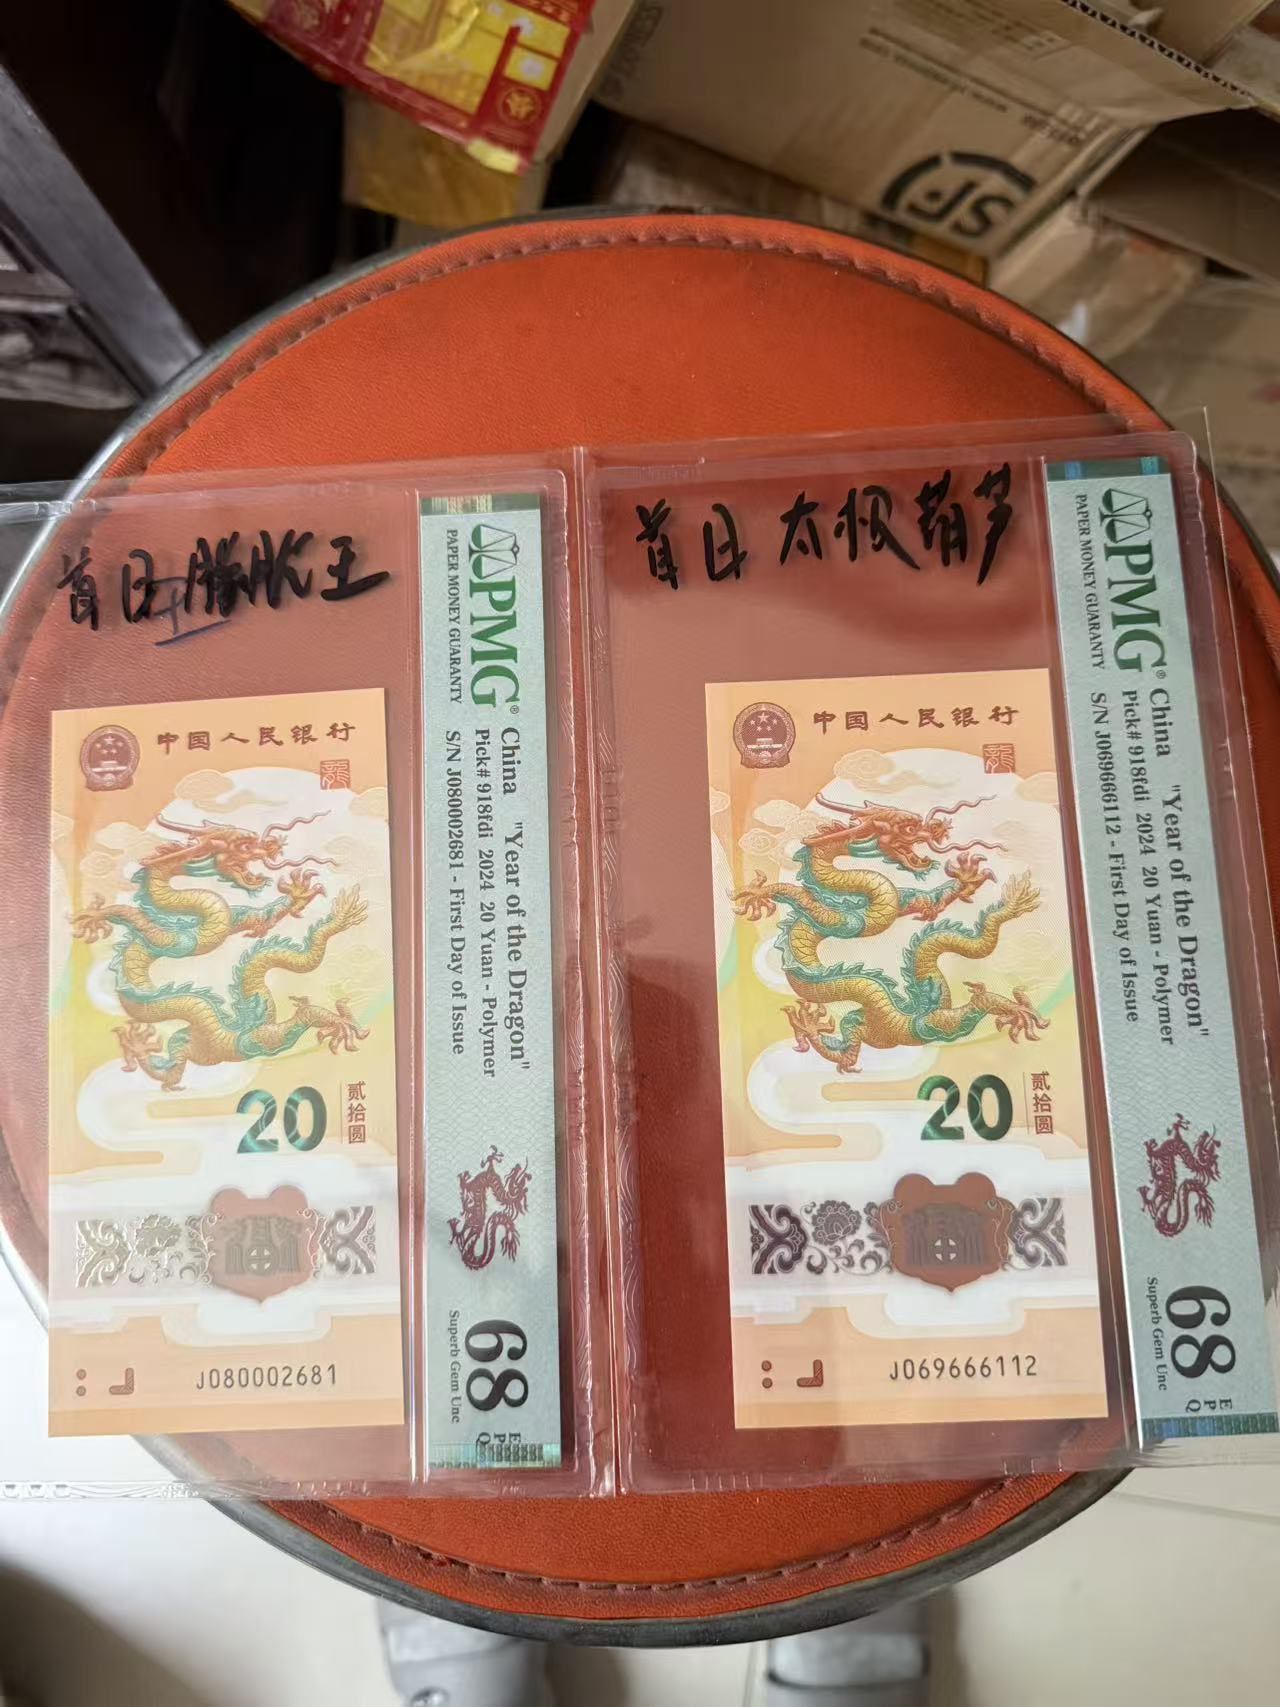 首日 胧胧王
中国人民银行
龍
20
贰拾圆
J080002681
PMG®
PAPER MONEY GUARANTY
China "Year of the Dragon"
Pick# 918fdi 2024 20 Yuan - Polymer
S/N J080002681 - First Day of Issue
68 EPQ
Superb Gem Unc
首日 太极葫芦
中国人民银行
龍
20
贰拾圆
J069666112
PMG®
PAPER MONEY GUARANTY
China "Year of the Dragon"
Pick# 918fdi 2024 20 Yuan - Polymer
S/N J069666112 - First Day of Issue
68 EPQ
Superb Gem Unc